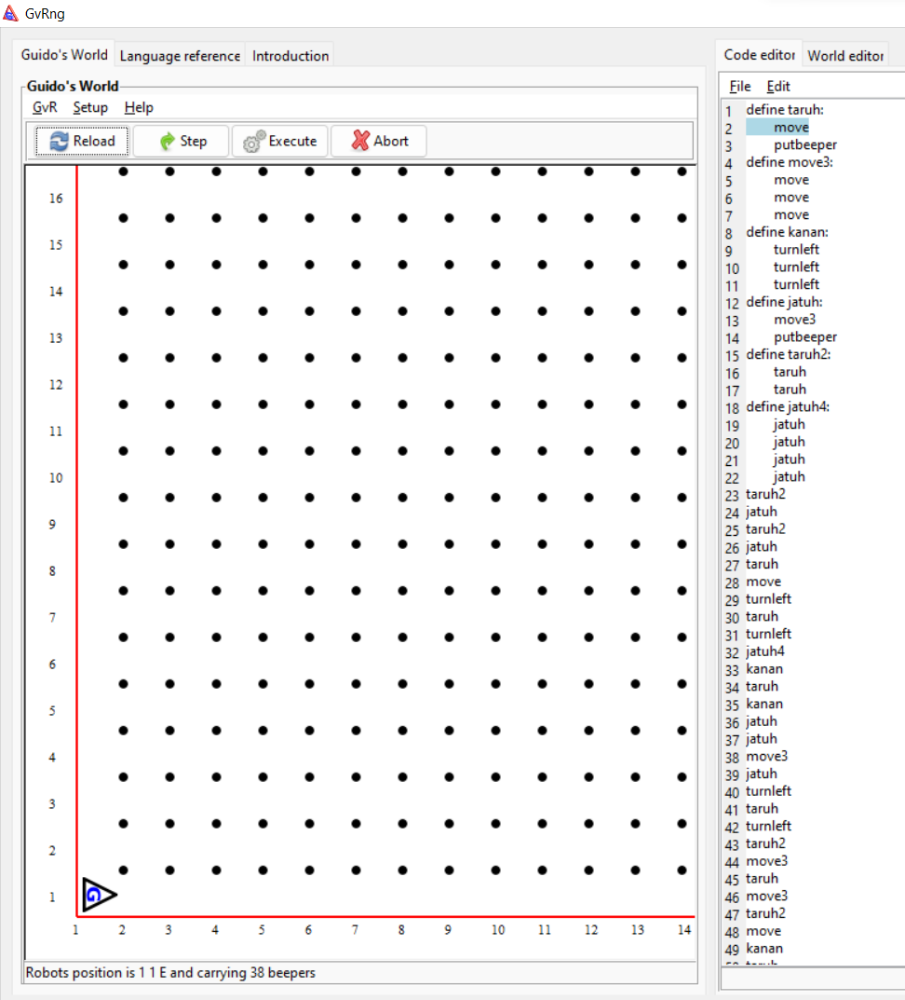 GvRng
Guido's World Language reference Introduction
Guido's World
GvR Setup Help
Reload Step Execute Abort
16
15
14
13
12
11
10
9
8
7
6
5
4
3
2
1
G
1 2 3 4 5 6 7 8 9 10 11 12 13 14
Robots position is 1 1 E and carrying 38 beepers
Code editor World editor
File Edit
1 define taruh:
2 move
3 putbeeper
4 define move3:
5 move
6 move
7 move
8 define kanan:
9 turnleft
10 turnleft
11 turnleft
12 define jatuh:
13 move3
14 putbeeper
15 define taruh2:
16 taruh
17 taruh
18 define jatuh4:
19 jatuh
20 jatuh
21 jatuh
22 jatuh
23 taruh2
24 jatuh
25 taruh2
26 jatuh
27 taruh
28 move
29 turnleft
30 taruh
31 turnleft
32 jatuh4
33 kanan
34 taruh
35 kanan
36 jatuh
37 jatuh
38 move3
39 jatuh
40 turnleft
41 taruh
42 turnleft
43 taruh2
44 move3
45 taruh
46 move3
47 taruh2
48 move
49 kanan